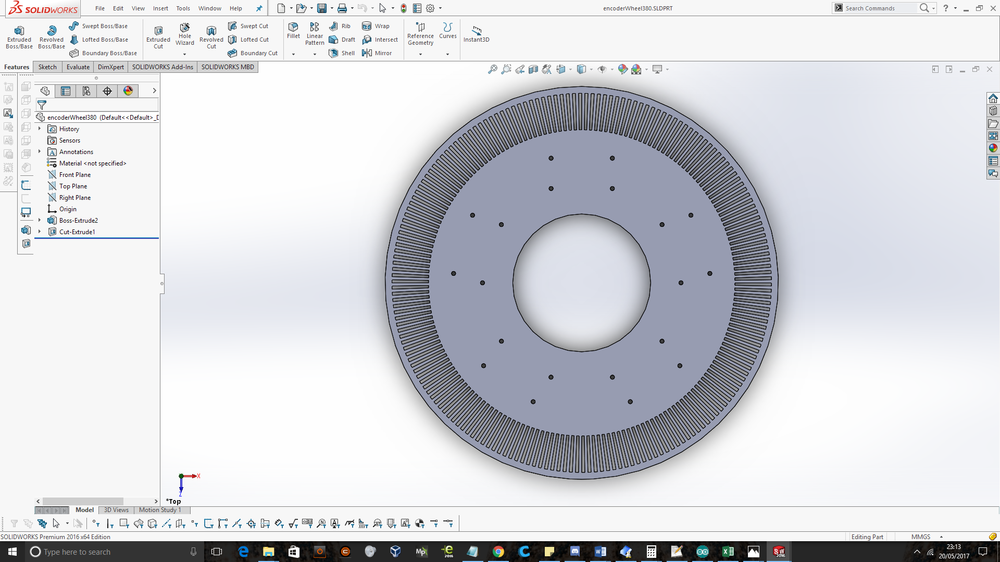 SOLIDWORKS
File Edit View Insert Tools Window Help
encoderWheel380.SLDPRT
Search Commands
Extruded Boss/Base
Revolved Boss/Base
Swept Boss/Base
Lofted Boss/Base
Boundary Boss/Base
Extruded Cut
Hole Wizard
Revolved Cut
Swept Cut
Lofted Cut
Boundary Cut
Fillet
Linear Pattern
Rib
Draft
Shell
Wrap
Intersect
Mirror
Reference Geometry
Curves
Instant3D
Features Sketch Evaluate DimXpert SOLIDWORKS Add-Ins SOLIDWORKS MBD
encoderWheel380 (Default<<Default>_D
History
Sensors
Annotations
Material <not specified>
Front Plane
Top Plane
Right Plane
Origin
Boss-Extrude2
Cut-Extrude1
X
Z
*Top
Model 3D Views Motion Study 1
SOLIDWORKS Premium 2016 x64 Edition
Editing Part
MMGS
Type here to search
23:13
20/05/2017